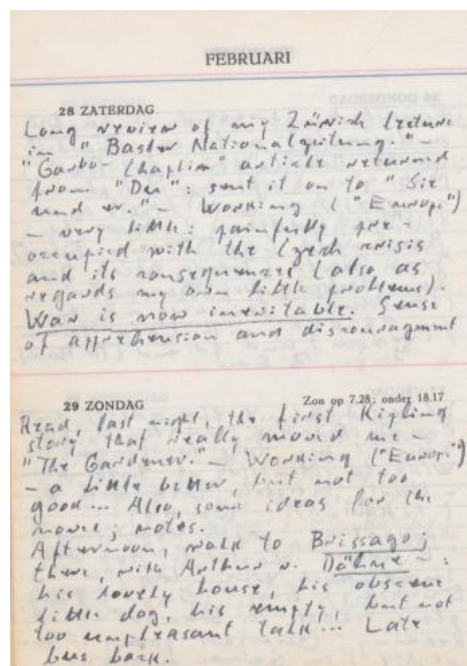 FEBRUARI
28 ZATERDAG
Long review of my Zürich lecture
in "Basler Nationalzeitung." –
"Garbo-Chaplin" article returned
from "Du": sent it on to "Sie
und er." – Working ("Europe")
– very little: painfully pre-
occupied with the Czech crisis
and its consequences (also as
regards my own little problems).
War is now inevitable. Sense
of apprehension and discouragment
29 ZONDAG
Zon op 7.28; onder 18.17
Read, last night, the first Kipling
story that really moved me –
"The Gardener." – Working ("Europe")
– a little better, but not too
good... Also, some ideas for the
novel; notes.
Afternoon, walk to Brissago;
there, with Arthur v. Dähne – :
his lovely house, his obscene
little dog, his empty, but not
too unpleasant talk... Late
bus back.